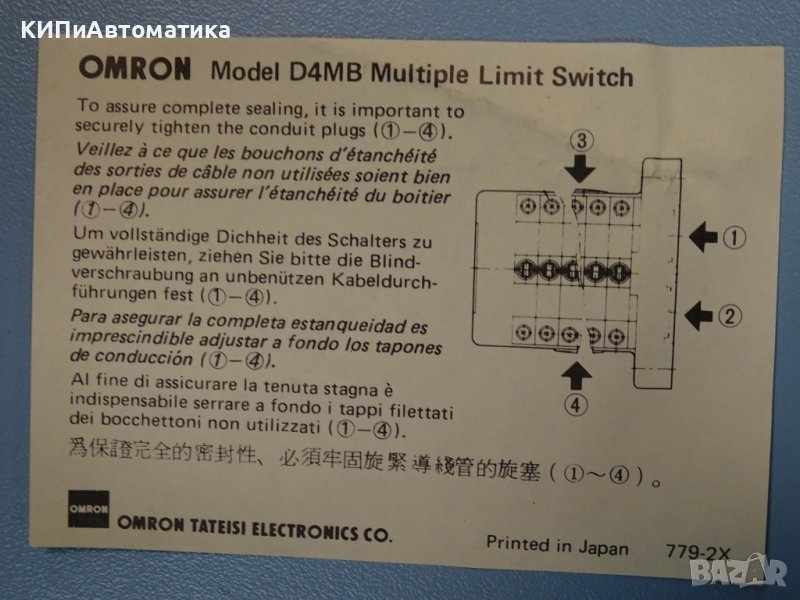 КИПиАвтоматика
OMRON Model D4MB Multiple Limit Switch
To assure complete sealing, it is important to
securely tighten the conduit plugs (①–④).
Veillez à ce que les bouchons d'étanchéité
des sorties de câble non utilisées soient bien
en place pour assurer l'étanchéité du boitier
(①–④).
Um vollständige Dichheit des Schalters zu
gewährleisten, ziehen Sie bitte die Blind-
verschraubung an unbenützen Kabeldurch-
führungen fest (①–④).
Para asegurar la completa estanqueidad es
imprescindible adjustar a fondo los tapones
de conducción (①–④).
Al fine di assicurare la tenuta stagna è
indispensabile serrare a fondo i tappi filettati
dei bocchettoni non utilizzati (①–④).
爲保證完全的密封性、必須牢固旋緊導綫管的旋塞(①～④)。
③
①
②
④
OMRON
OMRON TATEISI ELECTRONICS CO.
Printed in Japan 779-2X
BAZAR